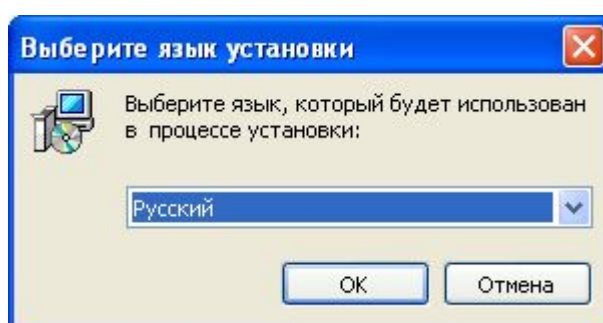 Выберите язык установки
Выберите язык, который будет использован
в процессе установки:
Русский
OK
Отмена